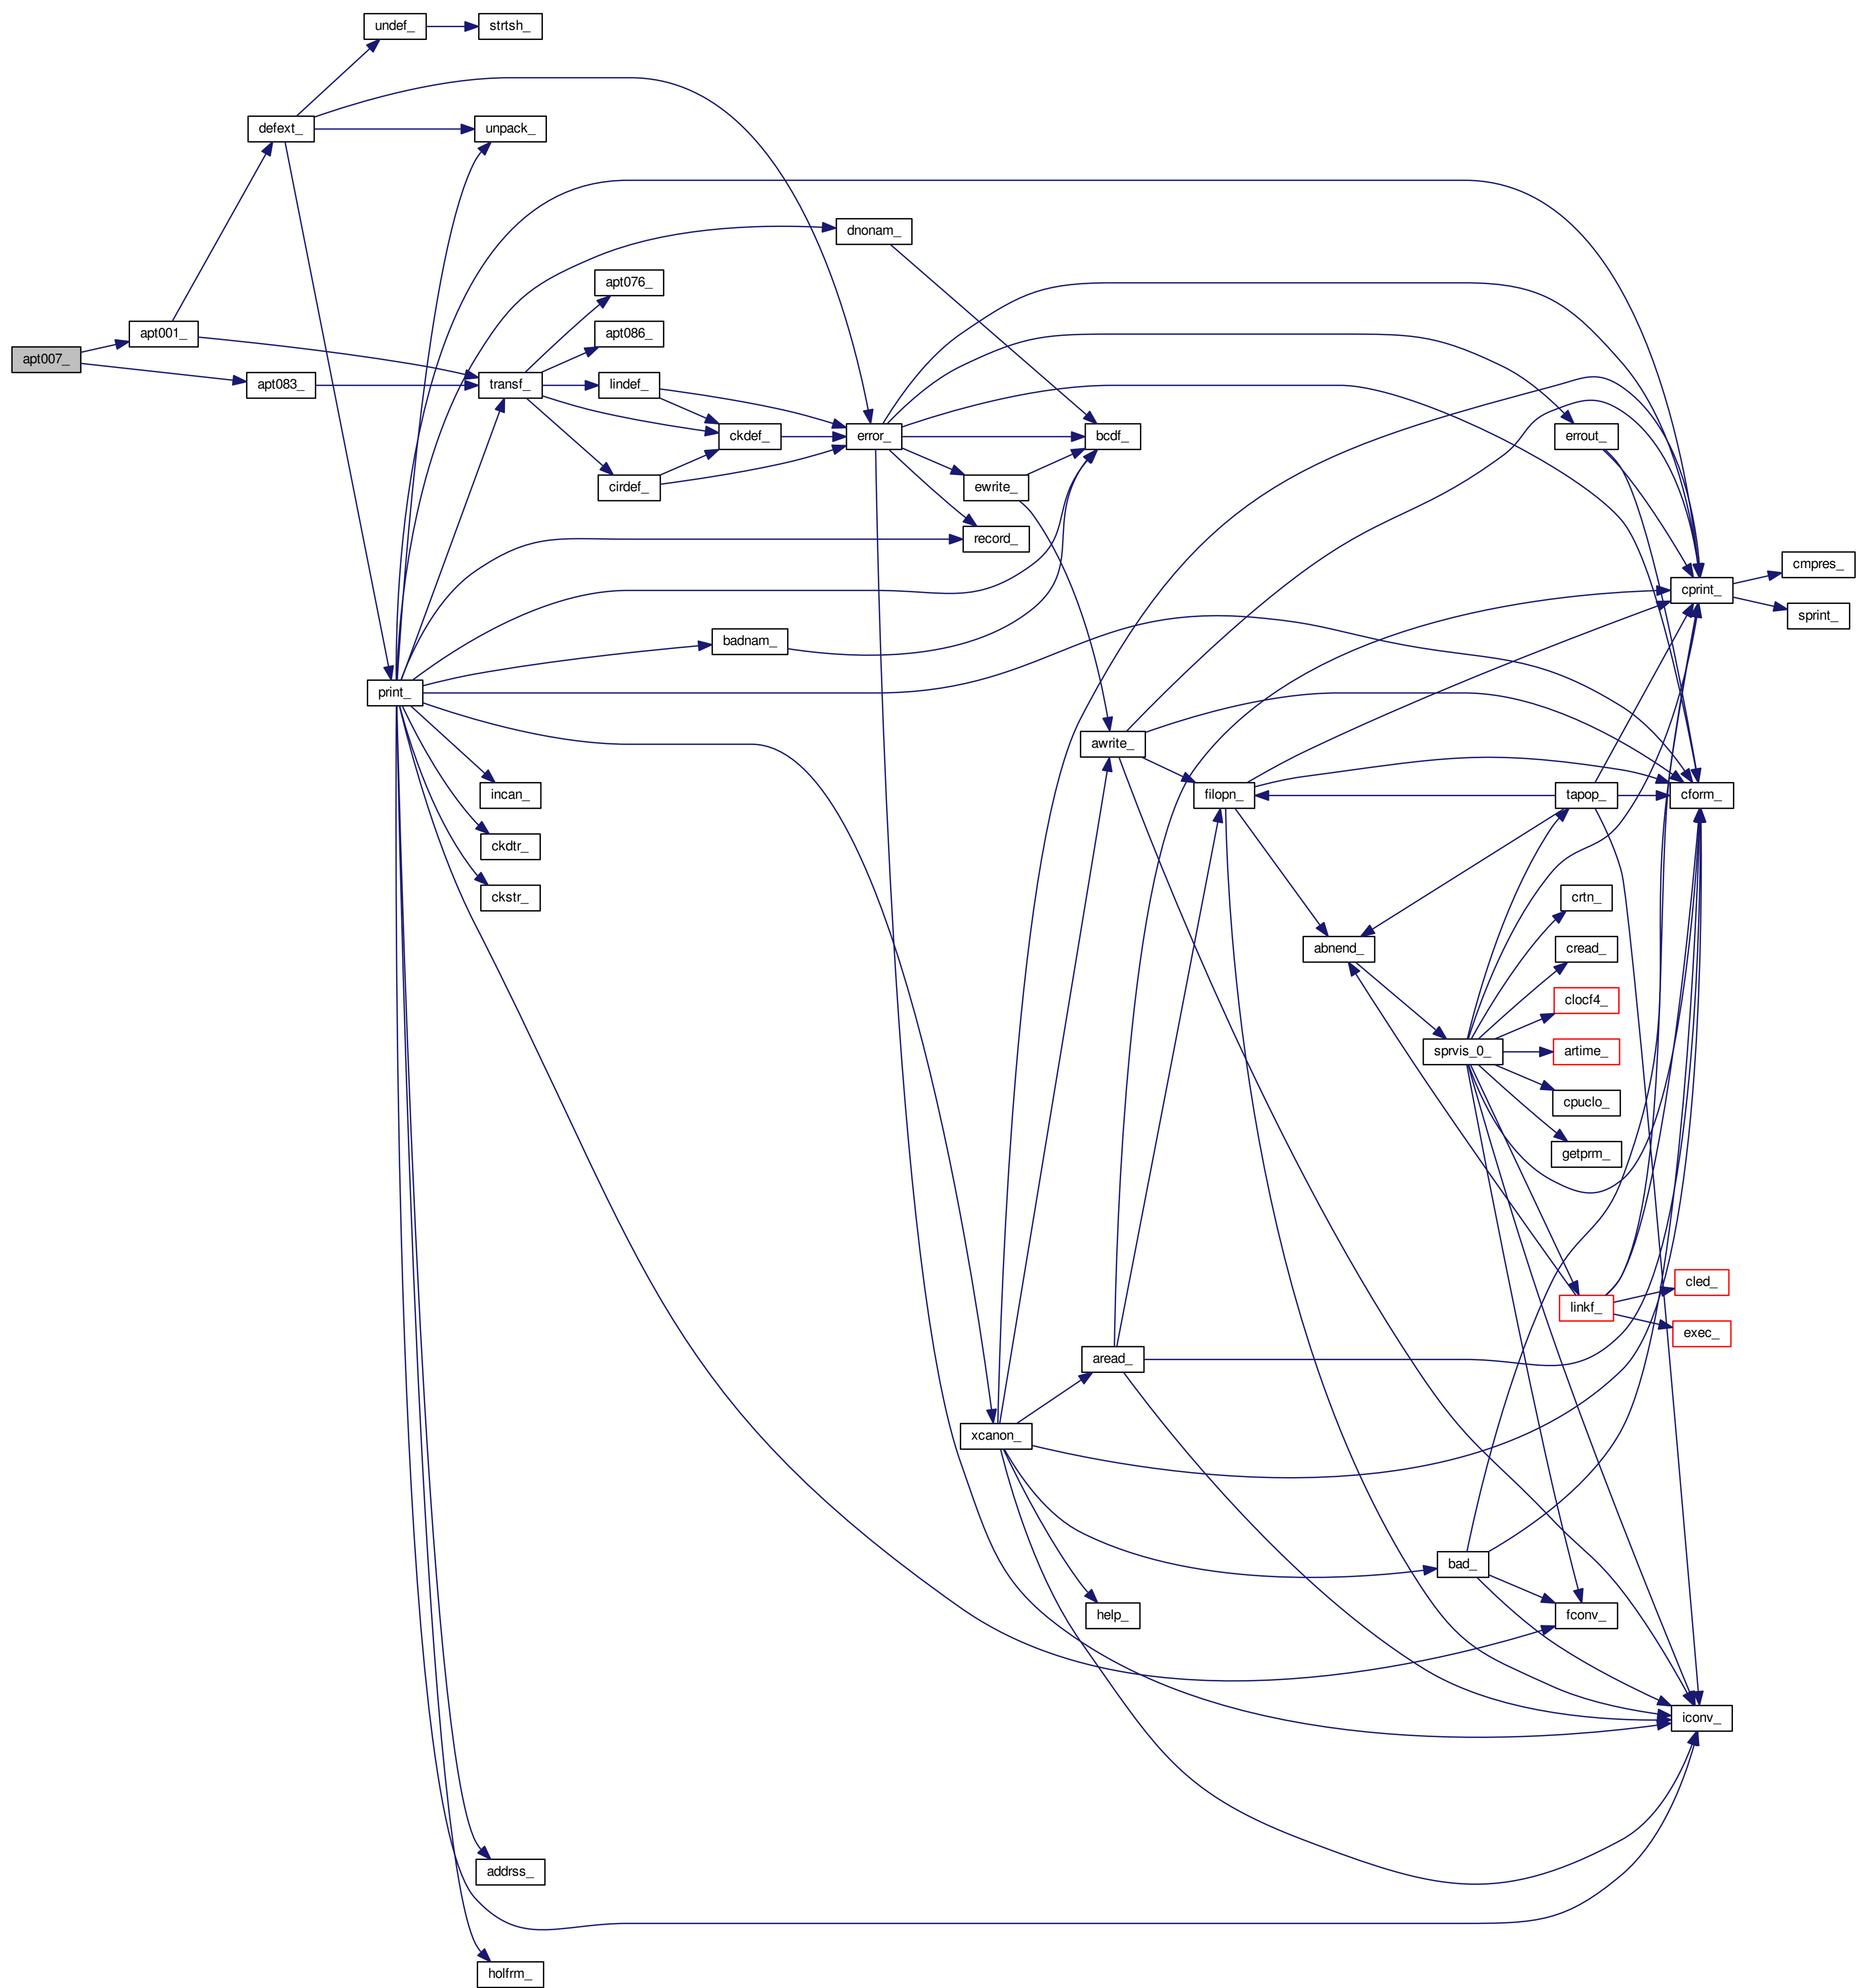 undef_
strtsh_
defext_
unpack_
dnonam_
apt076_
apt001_
apt086_
apt007_
apt083_
transf_
lindef_
ckdef_
error_
bcdf_
errout_
cirdef_
ewrite_
record_
cmpres_
cprint_
sprint_
badnam_
print_
awrite_
incan_
filopn_
tapop_
cform_
ckdtr_
ckstr_
crtn_
abnend_
cread_
clocf4_
sprvis_0_
artime_
cpuclo_
getprm_
cled_
linkf_
exec_
aread_
xcanon_
bad_
help_
fconv_
iconv_
addrss_
holfrm_